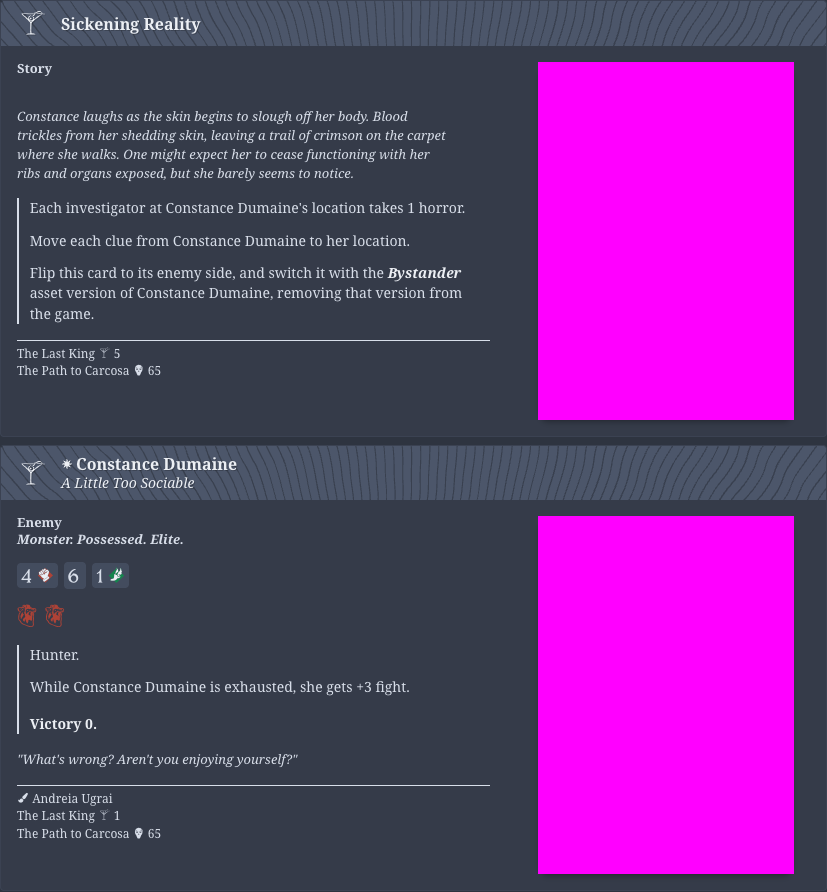 Sickening Reality
Story
Constance laughs as the skin begins to slough off her body. Blood
trickles from her shedding skin, leaving a trail of crimson on the carpet
where she walks. One might expect her to cease functioning with her
ribs and organs exposed, but she barely seems to notice.
Each investigator at Constance Dumaine's location takes 1 horror.
Move each clue from Constance Dumaine to her location.
Flip this card to its enemy side, and switch it with the Bystander
asset version of Constance Dumaine, removing that version from
the game.
The Last King 5
The Path to Carcosa 65
Constance Dumaine
A Little Too Sociable
Enemy
Monster. Possessed. Elite.
4 6 1
Hunter.
While Constance Dumaine is exhausted, she gets +3 fight.
Victory 0.
"What's wrong? Aren't you enjoying yourself?"
Andreia Ugrai
The Last King 1
The Path to Carcosa 65